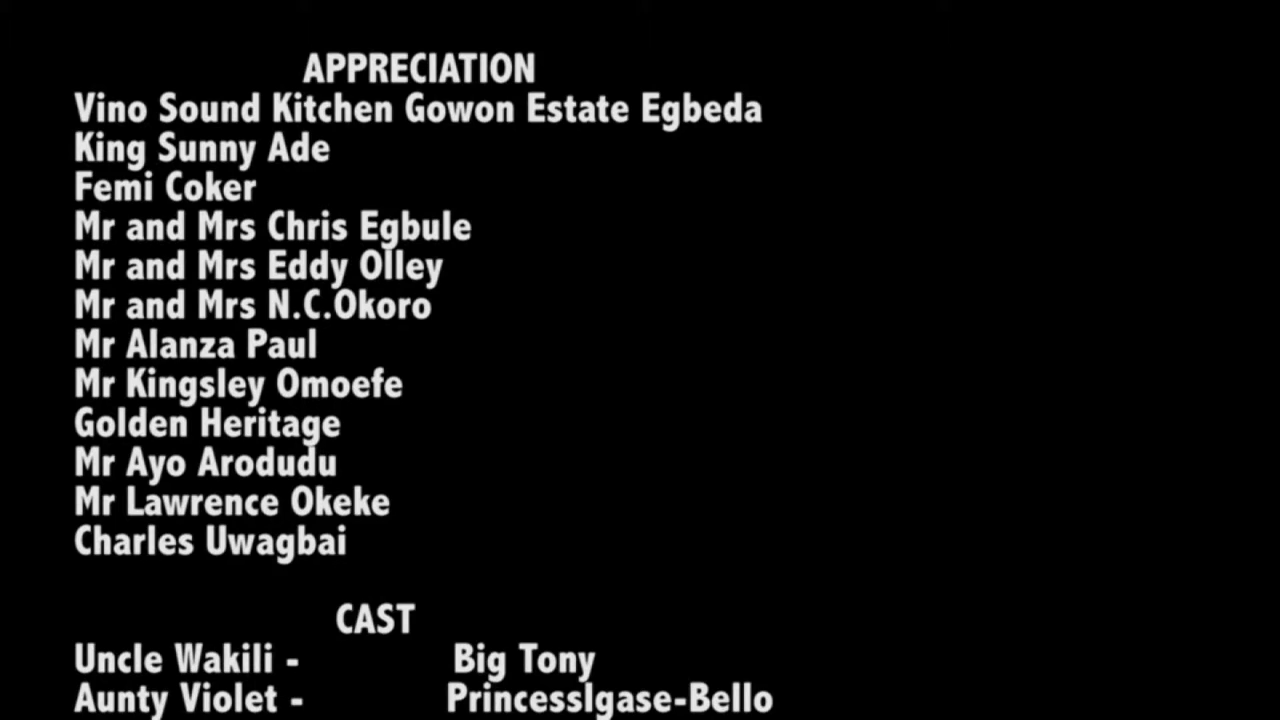 APPRECIATION
Vino Sound Kitchen Gowon Estate Egbeda
King Sunny Ade
Femi Coker
Mr and Mrs Chris Egbule
Mr and Mrs Eddy Olley
Mr and Mrs N.C.Okoro
Mr Alanza Paul
Mr Kingsley Omoefe
Golden Heritage
Mr Ayo Arodudu
Mr Lawrence Okeke
Charles Uwagbai
CAST
Uncle Wakili - Big Tony
Aunty Violet - PrincessIgase-Bello